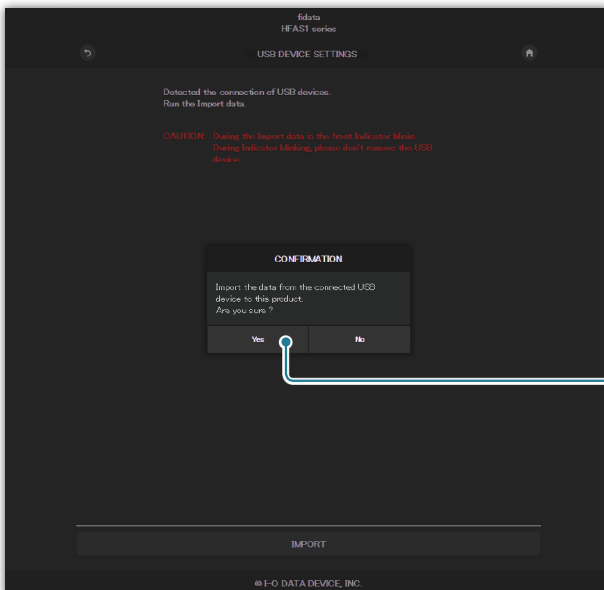 fidata
HFAS1 series
USB DEVICE SETTINGS
Detected the connection of USB devices.
Run the Import data.
CAUTION: During the Import data is the front Indicator blinic.
During Indicator blinking, please don't remove the USB
device.
CONFIRMATION
Import the data from the connected USB
device to this product.
Are you sure ?
Yes
No
IMPORT
© I-O DATA DEVICE, INC.